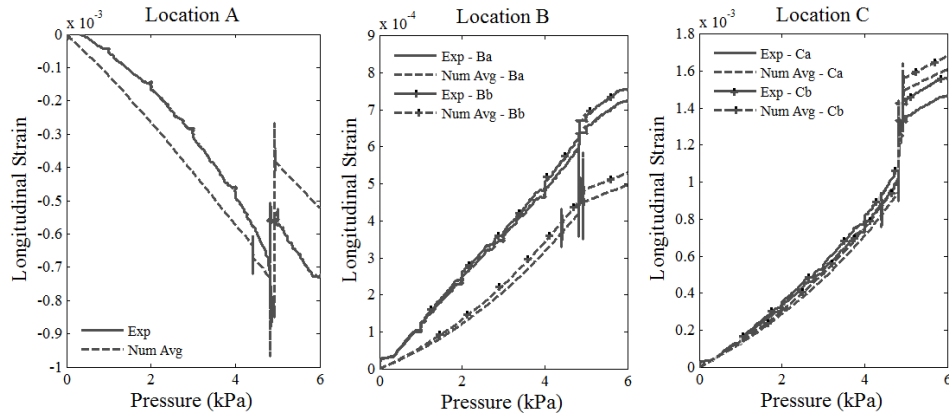 Location A
x 10⁻³
0
-0.1
-0.2
-0.3
-0.4
-0.5
-0.6
-0.7
-0.8
-0.9
-1
Longitudinal Strain
Exp
Num Avg
0 2 4 6
Pressure (kPa)
Location B
x 10⁻⁴
9
8
7
6
5
4
3
2
1
0
Longitudinal Strain
Exp - Ba
Num Avg - Ba
Exp - Bb
Num Avg - Bb
0 2 4 6
Pressure (kPa)
Location C
x 10⁻³
1.8
1.6
1.4
1.2
1.0
0.8
0.6
0.4
0.2
0
Longitudinal Strain
Exp - Ca
Num Avg - Ca
Exp - Cb
Num Avg - Cb
0 2 4 6
Pressure (kPa)